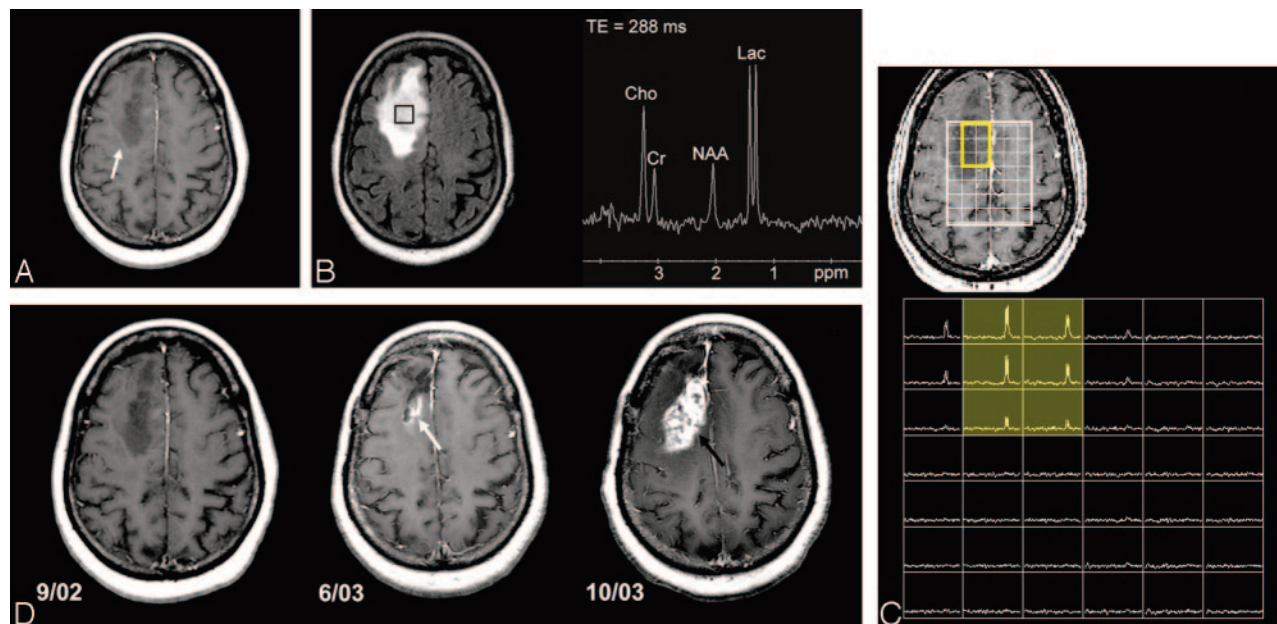 A
B
TE = 288 ms
Lac
Cho
Cr
NAA
3 2 1 ppm
C
D
9/02
6/03
10/03